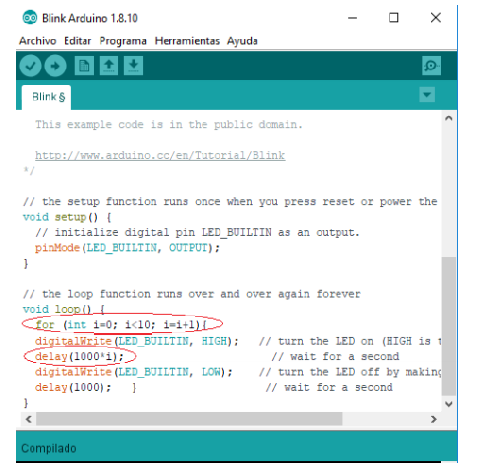 Blink Arduino 1.8.10
Archivo Editar Programa Herramientas Ayuda
Blink §
This example code is in the public domain.
http://www.arduino.cc/en/Tutorial/Blink
*/
// the setup function runs once when you press reset or power the
void setup() {
// initialize digital pin LED_BUILTIN as an output.
pinMode(LED_BUILTIN, OUTPUT);
}
// the loop function runs over and over again forever
void loop() {
for (int i=0; i<10; i=i+1){
digitalWrite(LED_BUILTIN, HIGH); // turn the LED on (HIGH is t
delay(1000*i); // wait for a second
digitalWrite(LED_BUILTIN, LOW); // turn the LED off by making
delay(1000); } // wait for a second
}
Compilado